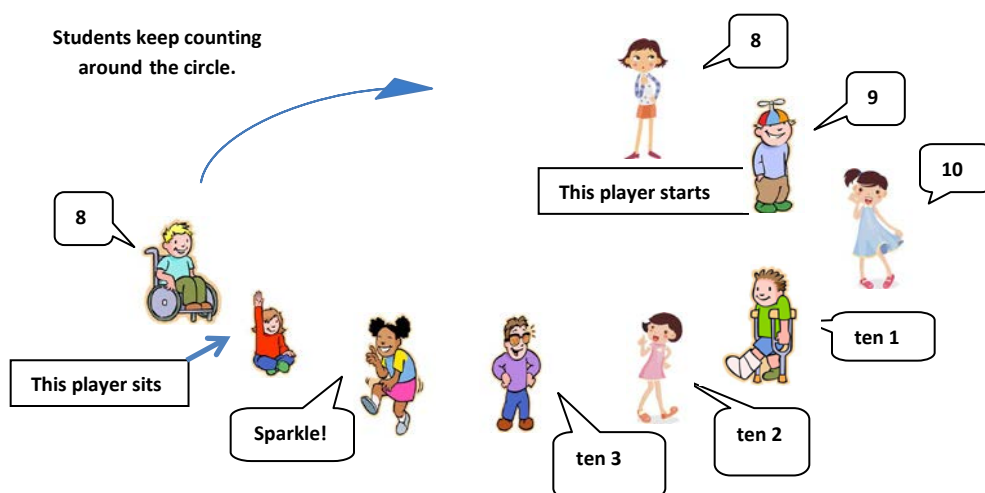 Students keep counting
around the circle.
8
9
This player starts
10
ten 1
ten 2
ten 3
Sparkle!
This player sits
8